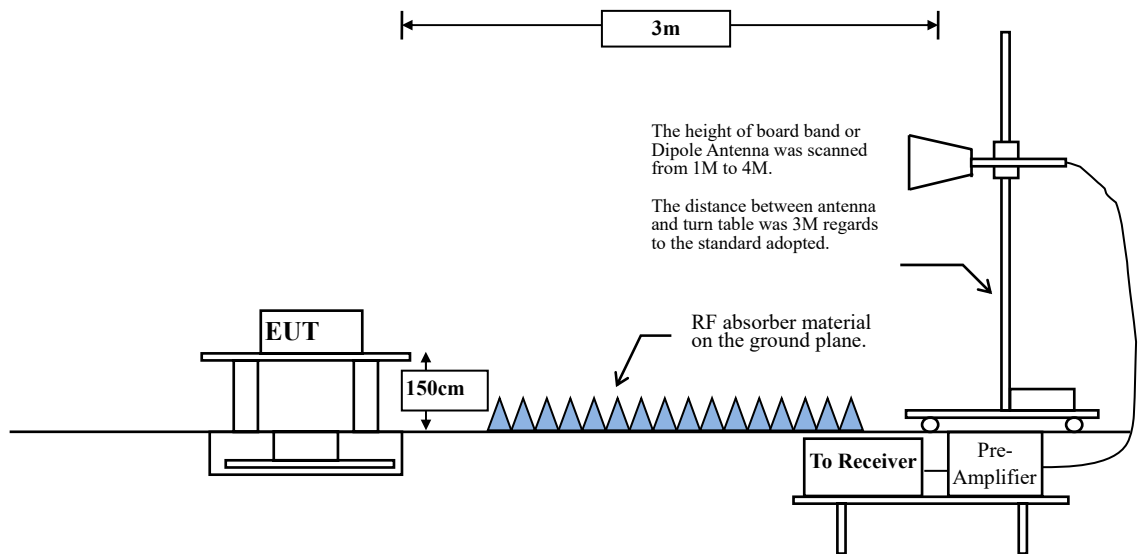 3m
The height of board band or
Dipole Antenna was scanned
from 1M to 4M.
The distance between antenna
and turn table was 3M regards
to the standard adopted.
EUT
RF absorber material
on the ground plane.
150cm
To Receiver
Pre-
Amplifier